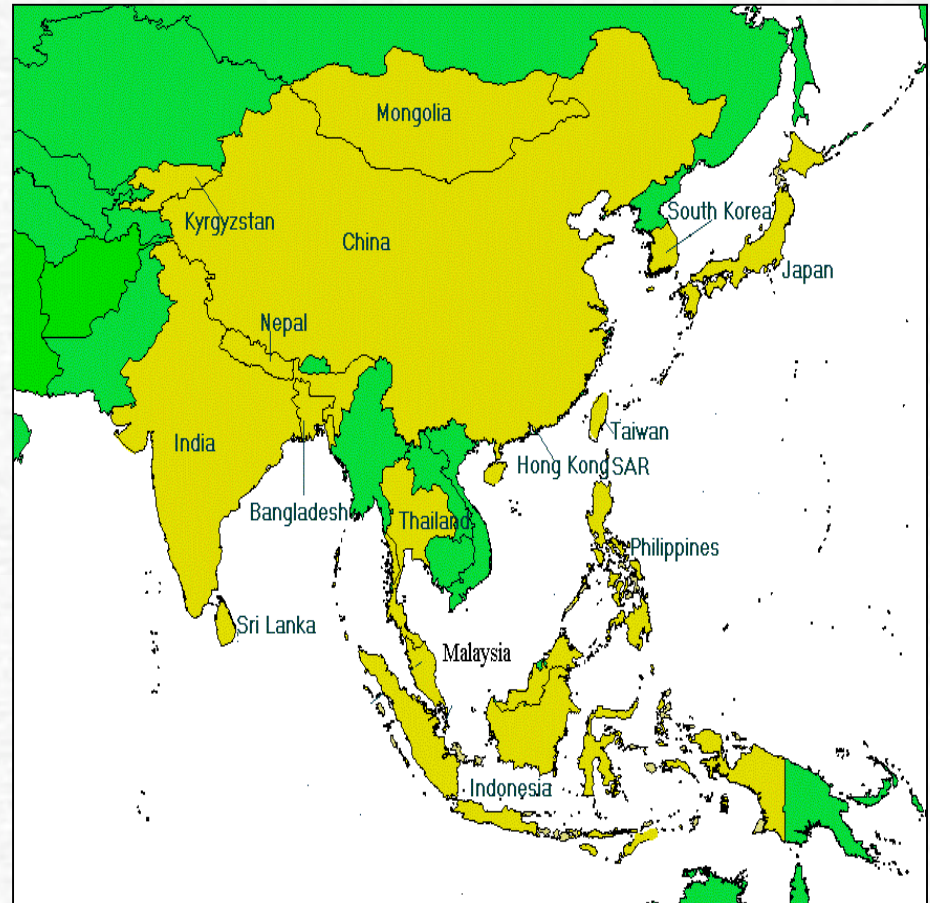 Mongolia
South Korea
Kyrgyzstan
China
Japan
Nepal
Taiwan
India
Hong Kong SAR
Bangladesh
Thailand
Philippines
Sri Lanka
Malaysia
Indonesia